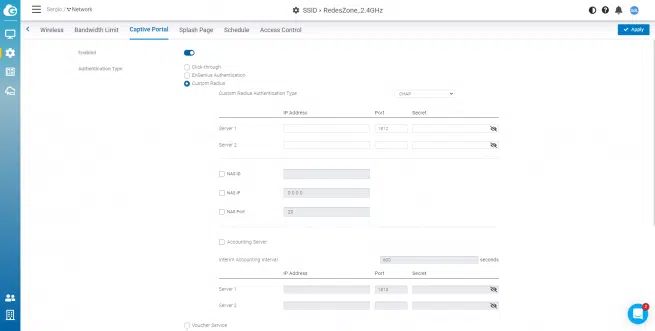 Sergio / Network
SSID > RedesZone_2.4GHz
Wireless Bandwidth Limit Captive Portal Splash Page Schedule Access Control
Apply
Enabled
Authentication Type
Click-through
EnGenius Authentication
Custom Radius
Custom Radius Authentication Type CHAP
IP Address Port Secret
Server 1 1812
Server 2
NAS ID
NAS IP 0.0.0.0
NAS Port
Accounting Server
Interim Accounting Interval 600 seconds
IP Address Port Secret
Server 1 1813
Server 2
Voucher Service